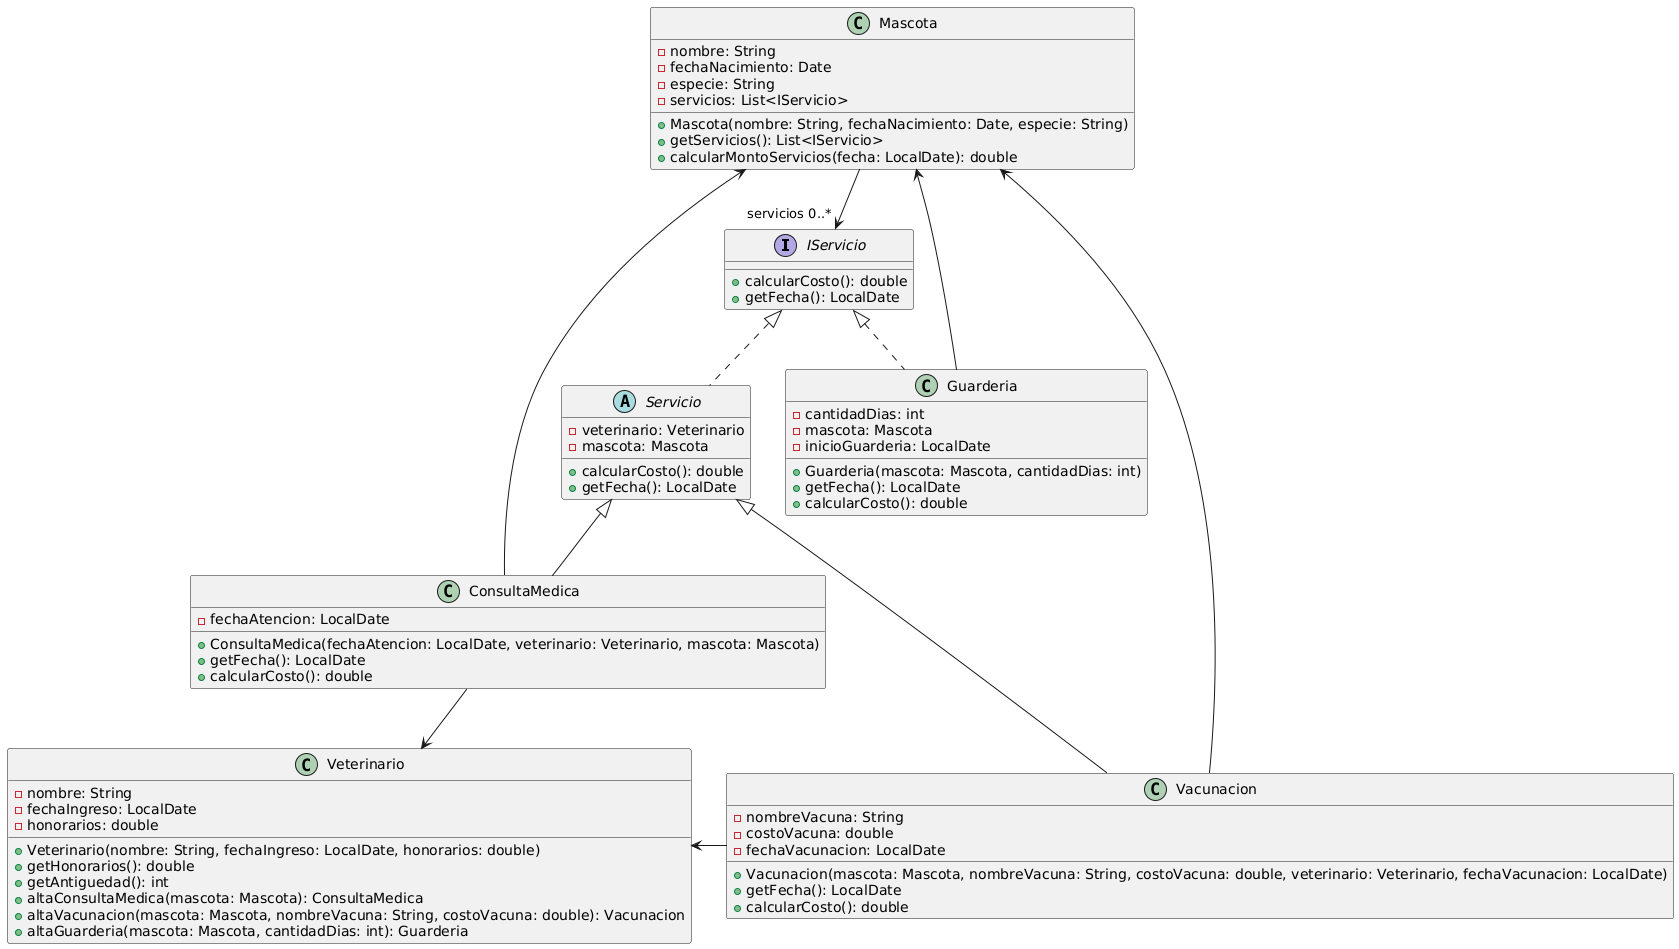 C Mascota
nombre: String
fechaNacimiento: Date
especie: String
servicios: List<IServicio>
Mascota(nombre: String, fechaNacimiento: Date, especie: String)
getServicios(): List<IServicio>
calcularMontoServicios(fecha: LocalDate): double
servicios 0..*
I IServicio
calcularCosto(): double
getFecha(): LocalDate
A Servicio
veterinario: Veterinario
mascota: Mascota
calcularCosto(): double
getFecha(): LocalDate
C Guarderia
cantidadDias: int
mascota: Mascota
inicioGuarderia: LocalDate
Guarderia(mascota: Mascota, cantidadDias: int)
getFecha(): LocalDate
calcularCosto(): double
C ConsultaMedica
fechaAtencion: LocalDate
ConsultaMedica(fechaAtencion: LocalDate, veterinario: Veterinario, mascota: Mascota)
getFecha(): LocalDate
calcularCosto(): double
C Veterinario
nombre: String
fechaIngreso: LocalDate
honorarios: double
Veterinario(nombre: String, fechaIngreso: LocalDate, honorarios: double)
getHonorarios(): double
getAntiguedad(): int
altaConsultaMedica(mascota: Mascota): ConsultaMedica
altaVacunacion(mascota: Mascota, nombreVacuna: String, costoVacuna: double): Vacunacion
altaGuarderia(mascota: Mascota, cantidadDias: int): Guarderia
C Vacunacion
nombreVacuna: String
costoVacuna: double
fechaVacunacion: LocalDate
Vacunacion(mascota: Mascota, nombreVacuna: String, costoVacuna: double, veterinario: Veterinario, fechaVacunacion: LocalDate)
getFecha(): LocalDate
calcularCosto(): double